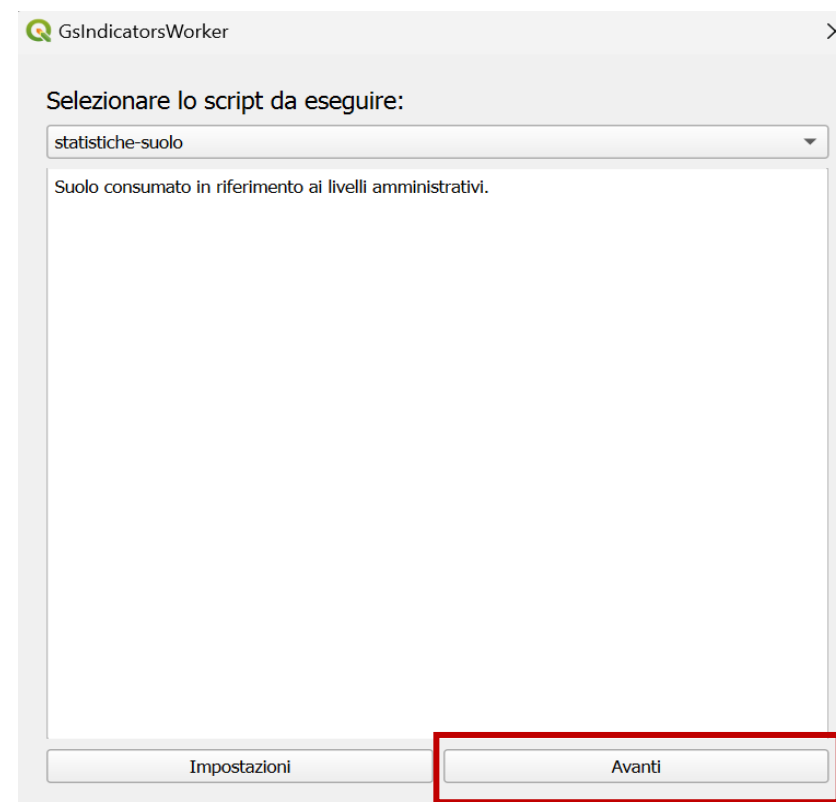 GsIndicatorsWorker
Selezionare lo script da eseguire:
statistiche-suolo
Suolo consumato in riferimento ai livelli amministrativi.
Impostazioni
Avanti